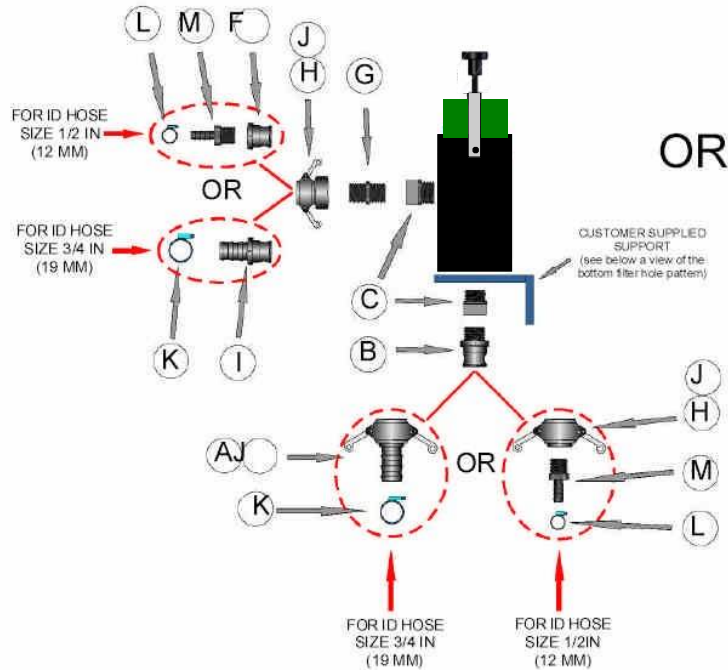 L M F J
H G
FOR ID HOSE
SIZE 1/2 IN
(12 MM)
OR
OR
FOR ID HOSE
SIZE 3/4 IN
(19 MM)
CUSTOMER SUPPLIED
SUPPORT
(see below a view of the
bottom filter hole pattern)
C
K I
B
J
H
AJ
OR
M
K
L
FOR ID HOSE
SIZE 3/4 IN
(19 MM)
FOR ID HOSE
SIZE 1/2IN
(12 MM)